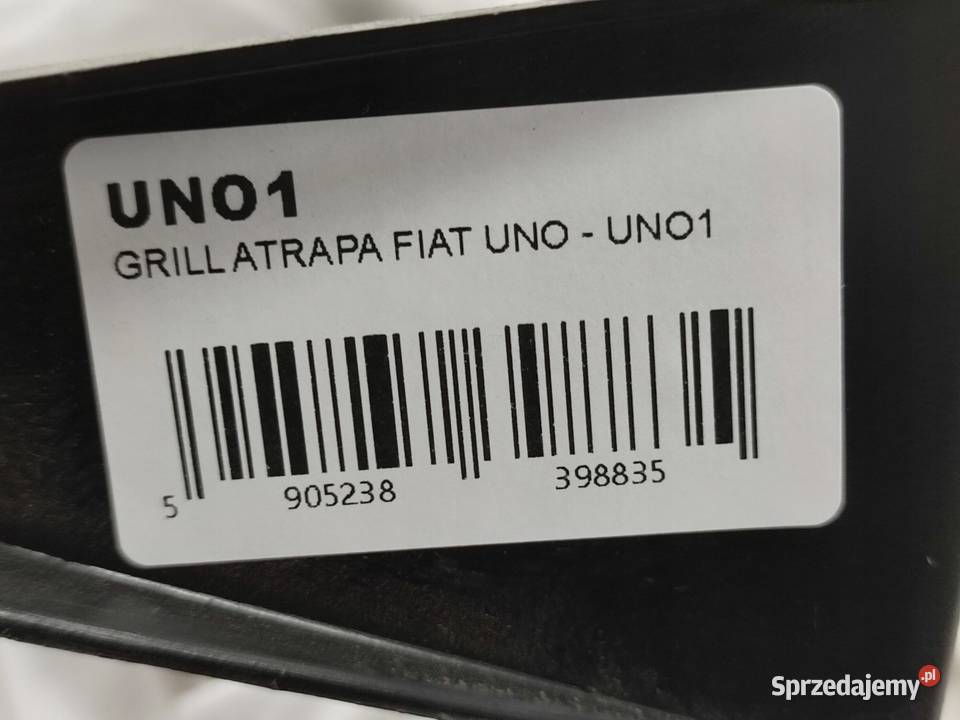 UNO1
GRILL ATRAPA FIAT UNO - UNO1
5 905238 398835
Sprzedajemy.pl